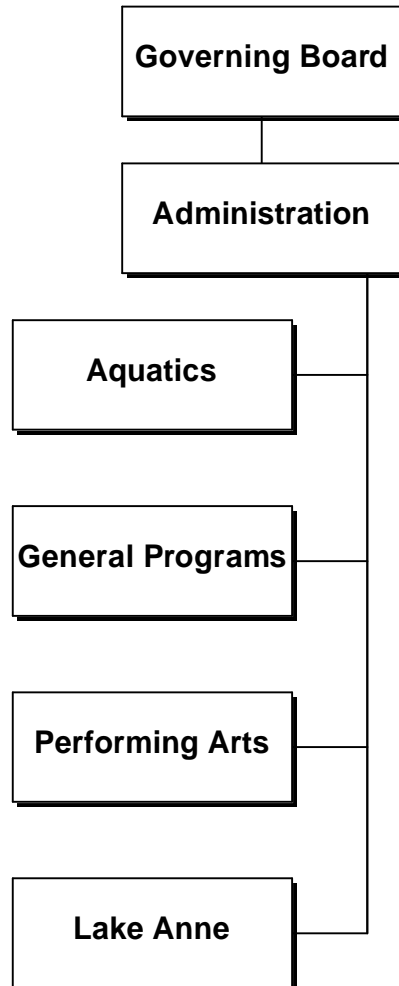 Governing Board
Administration
Aquatics
General Programs
Performing Arts
Lake Anne